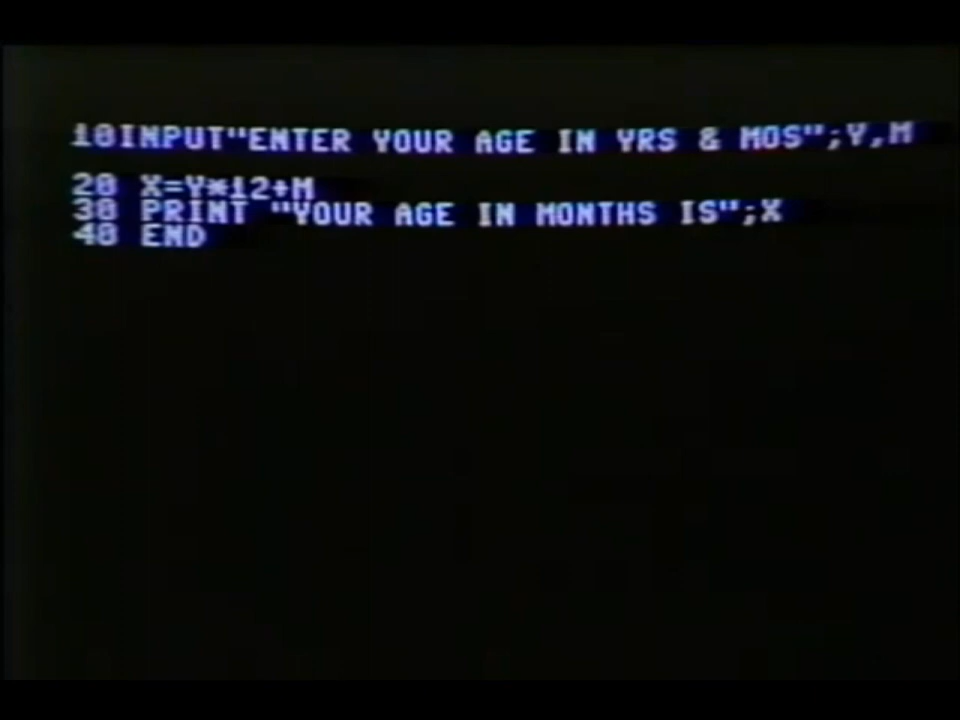 10INPUT"ENTER YOUR AGE IN YRS & MOS";Y,M
20 X=Y*12+M
30 PRINT "YOUR AGE IN MONTHS IS";X
40 END